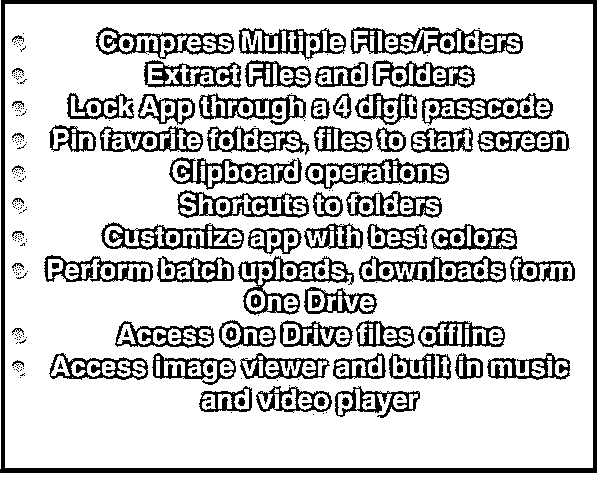 Compress Multiple Files/Folders
Extract Files and Folders
Lock App through a 4 digit passcode
Pin favorite folders, files to start screen
Clipboard operations
Shortcuts to folders
Customize app with best colors
Perform batch uploads, downloads form
One Drive
Access One Drive files offline
Access image viewer and built in music
and video player